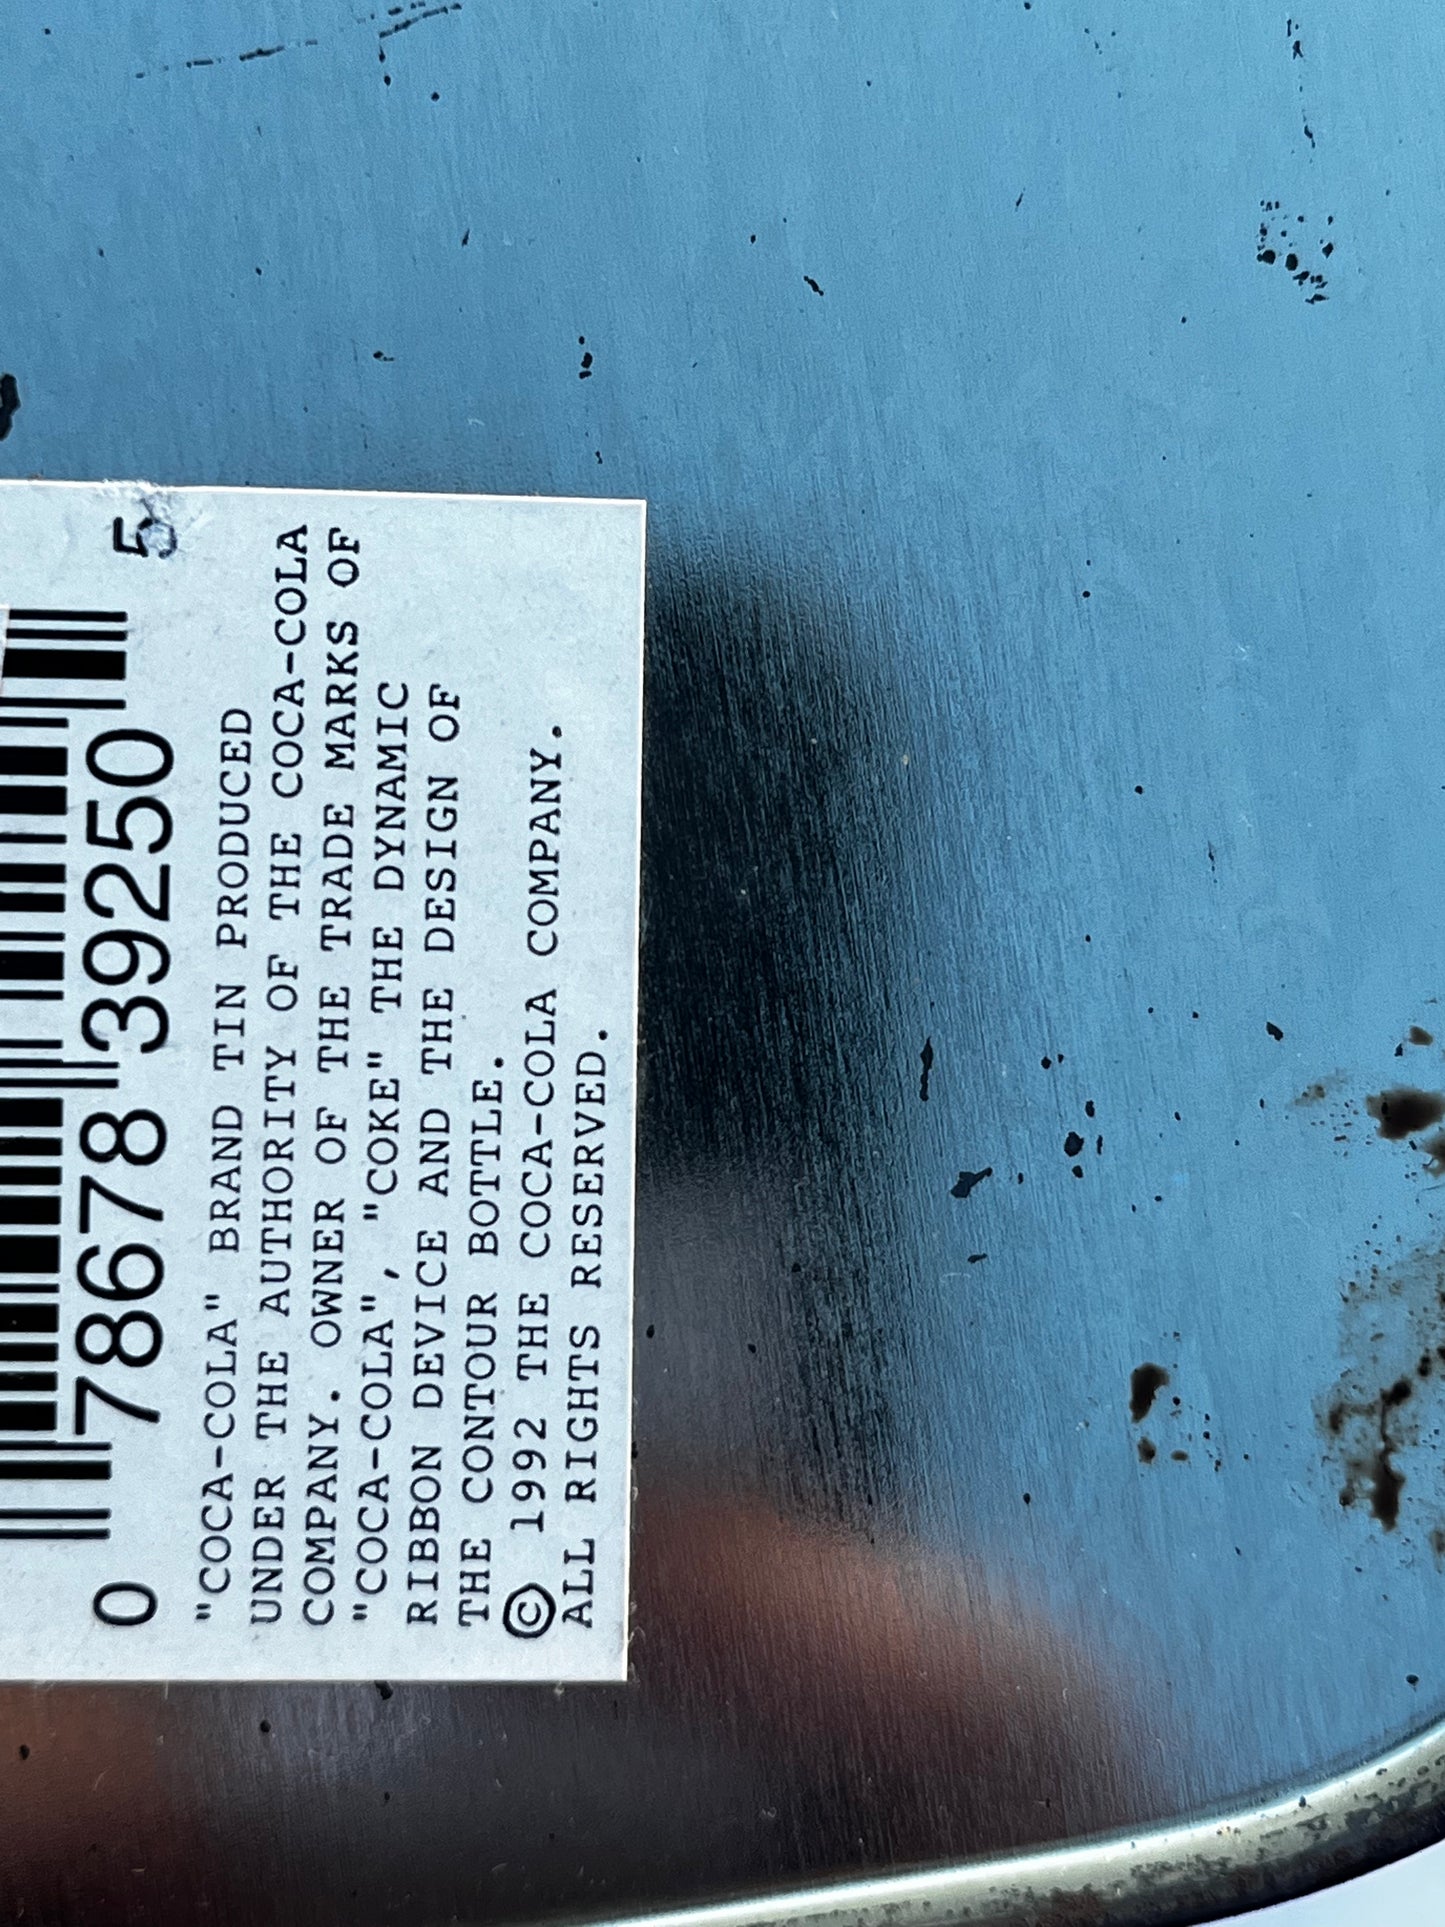 0 78678 39250 5
"COCA-COLA" BRAND TIN PRODUCED
UNDER THE AUTHORITY OF THE COCA-COLA
COMPANY. OWNER OF THE TRADE MARKS OF
"COCA-COLA", "COKE" THE DYNAMIC
RIBBON DEVICE AND THE DESIGN OF
THE CONTOUR BOTTLE.
© 1992 THE COCA-COLA COMPANY.
ALL RIGHTS RESERVED.